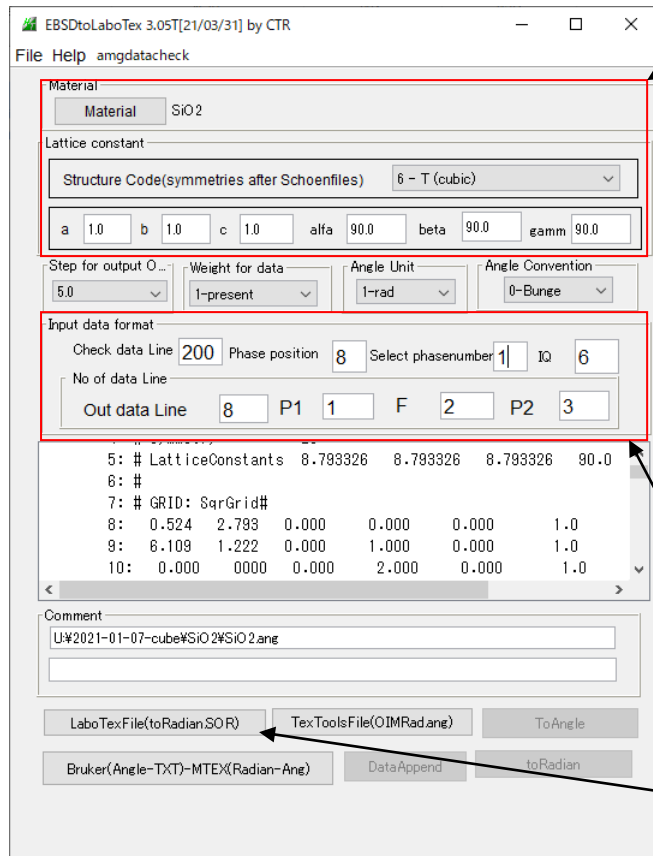 EBSDtoLaboTex 3.05T[21/03/31] by CTR
File Help amgdatacheck
Material
Material SiO2
Lattice constant
Structure Code(symmetries after Schoenfiles) 6 - T (cubic)
a 1.0 b 1.0 c 1.0 alfa 90.0 beta 90.0 gamm 90.0
Step for output O... Weight for data Angle Unit Angle Convention
5.0 1-present 1-rad 0-Bunge
Input data format
Check data Line 200 Phase position 8 Select phasenumber 1 IQ 6
No of data Line
Out data Line 8 P1 1 F 2 P2 3
5: # LatticeConstants 8.793326 8.793326 8.793326 90.0
6: #
7: # GRID: SqrGrid#
8: 0.524 2.793 0.000 0.000 0.000 1.0
9: 6.109 1.222 0.000 1.000 0.000 1.0
10: 0.000 0000 0.000 2.000 0.000 1.0
Comment
U:¥2021-01-07-cube¥SiO2¥SiO2.ang
LaboTexFile(toRadian.SOR) TexToolsFile(OIMRad.ang) ToAngle
Bruker(Angle-TXT)-MTEX(Radian-Ang) DataAppend toRadian